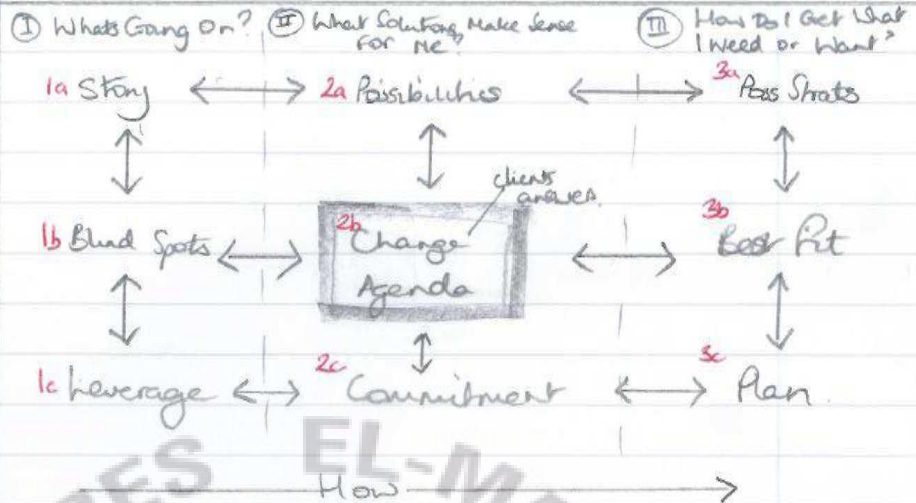 I Whats Going On? II What Solutions Make Sense III How Do I Get What
For Me? I Need or Want?
1a Story 2a Possibilities 3a Poss Strats
clients
answer.
1b Blind Spots 2b Change 3b Best Fit
Agenda
1c Leverage 2c Commitment 3c Plan.
How
ES EL-M